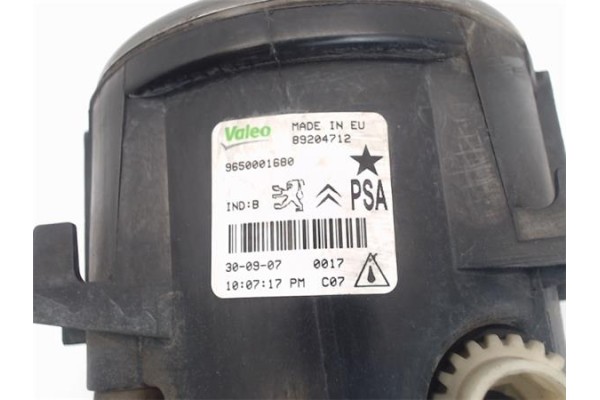 Valeo MADE IN EU
89204712
9650001680
IND:B PSA
30-09-07 0017
10:07:17 PM C07